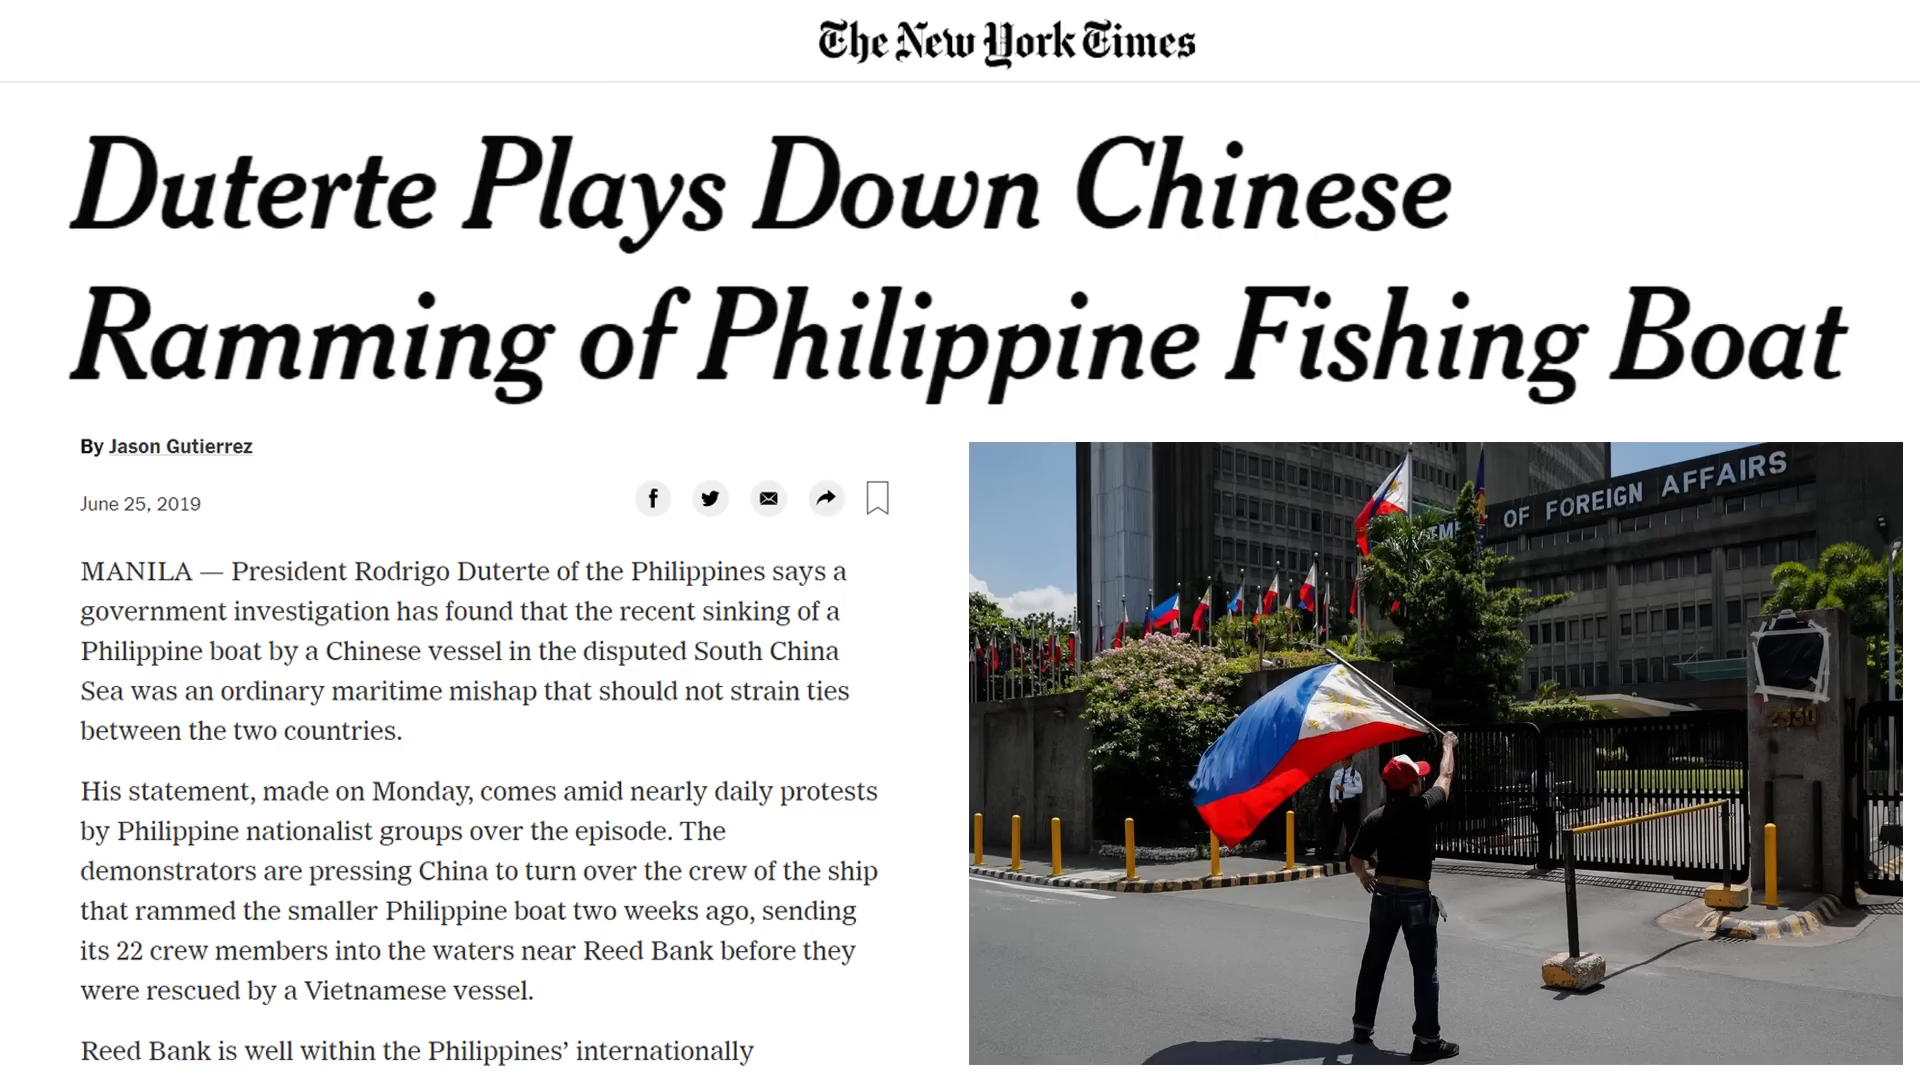 The New York Times
Duterte Plays Down Chinese
Ramming of Philippine Fishing Boat
By Jason Gutierrez
June 25, 2019
MANILA — President Rodrigo Duterte of the Philippines says a
government investigation has found that the recent sinking of a
Philippine boat by a Chinese vessel in the disputed South China
Sea was an ordinary maritime mishap that should not strain ties
between the two countries.
His statement, made on Monday, comes amid nearly daily protests
by Philippine nationalist groups over the episode. The
demonstrators are pressing China to turn over the crew of the ship
that rammed the smaller Philippine boat two weeks ago, sending
its 22 crew members into the waters near Reed Bank before they
were rescued by a Vietnamese vessel.
Reed Bank is well within the Philippines’ internationally
OF FOREIGN AFFAIRS
2330